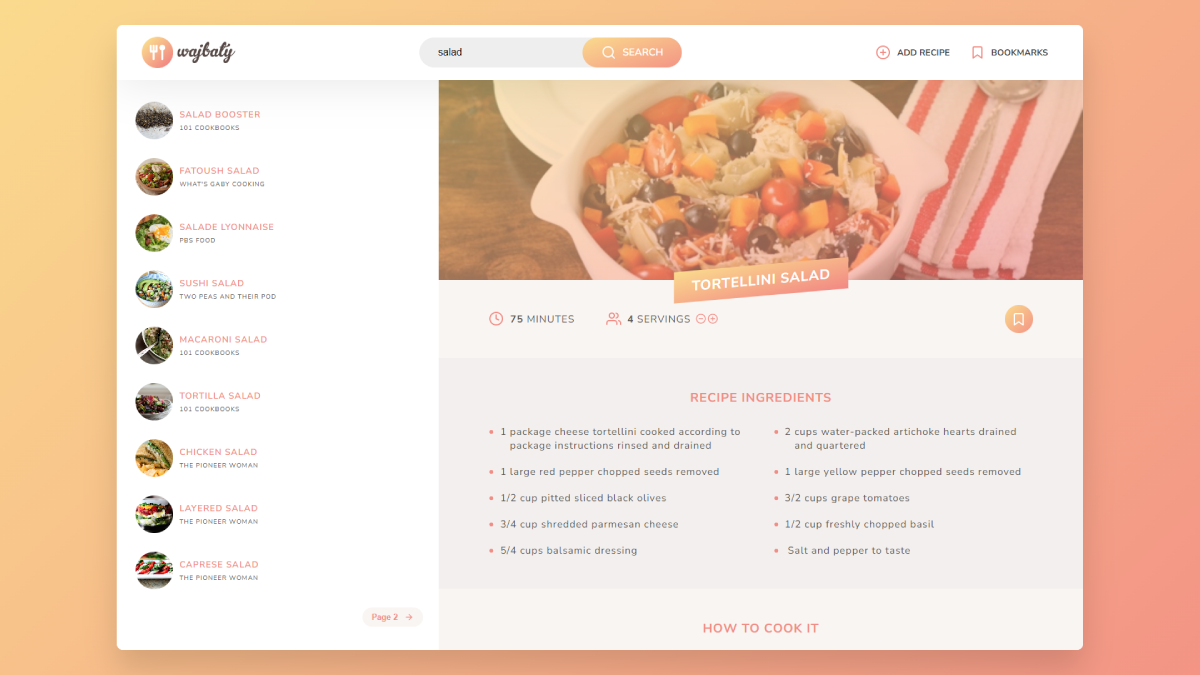 wajbaty
salad
SEARCH
ADD RECIPE
BOOKMARKS
SALAD BOOSTER
101 COOKBOOKS
FATOUSH SALAD
WHAT'S GABY COOKING
SALADE LYONNAISE
PBS FOOD
SUSHI SALAD
TWO PEAS AND THEIR POD
MACARONI SALAD
101 COOKBOOKS
TORTILLA SALAD
101 COOKBOOKS
CHICKEN SALAD
THE PIONEER WOMAN
LAYERED SALAD
THE PIONEER WOMAN
CAPRESE SALAD
THE PIONEER WOMAN
Page 2
TORTELLINI SALAD
75 MINUTES
4 SERVINGS
RECIPE INGREDIENTS
1 package cheese tortellini cooked according to
package instructions rinsed and drained
2 cups water-packed artichoke hearts drained
and quartered
1 large red pepper chopped seeds removed
1 large yellow pepper chopped seeds removed
1/2 cup pitted sliced black olives
3/2 cups grape tomatoes
3/4 cup shredded parmesan cheese
1/2 cup freshly chopped basil
5/4 cups balsamic dressing
Salt and pepper to taste
HOW TO COOK IT